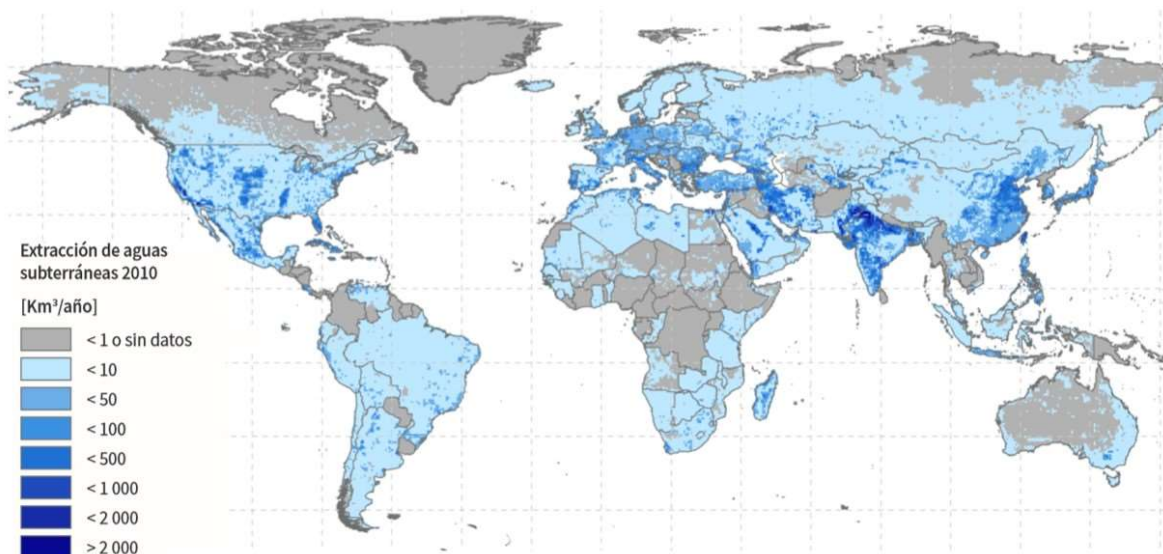 Extracción de aguas
subterráneas 2010
[Km³/año]
< 1 o sin datos
< 10
< 50
< 100
< 500
< 1 000
< 2 000
> 2 000